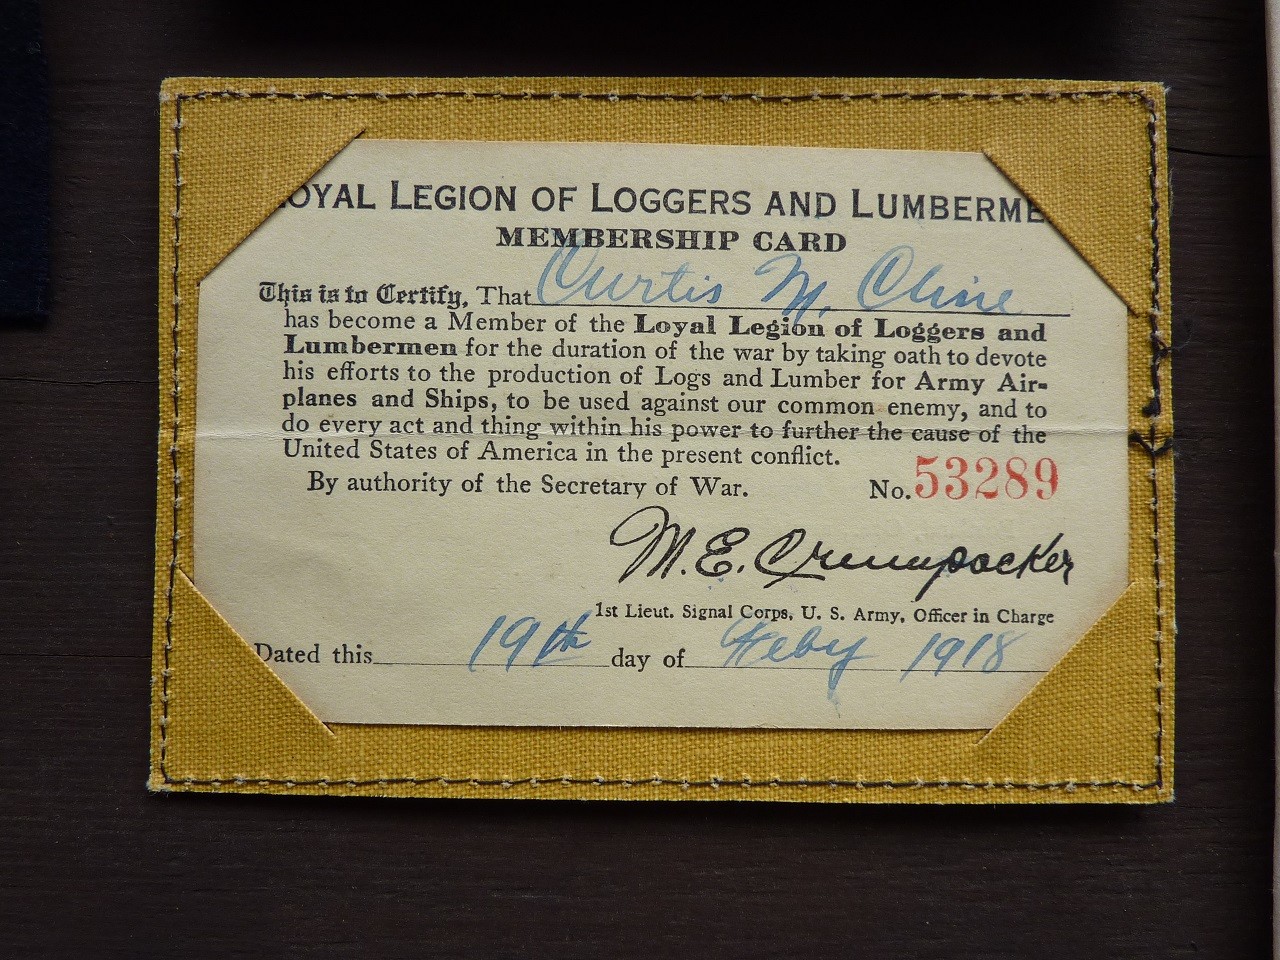 OYAL LEGION OF LOGGERS AND LUMBERME
MEMBERSHIP CARD
This is to Certify, That Curtis M. Cline
has become a Member of the Loyal Legion of Loggers and
Lumbermen for the duration of the war by taking oath to devote
his efforts to the production of Logs and Lumber for Army Air-
planes and Ships, to be used against our common enemy, and to
do every act and thing within his power to further the cause of the
United States of America in the present conflict.
By authority of the Secretary of War. No. 53289
M. E. Crumpacker
1st Lieut. Signal Corps, U. S. Army, Officer in Charge
Dated this 19th day of Feby 1918